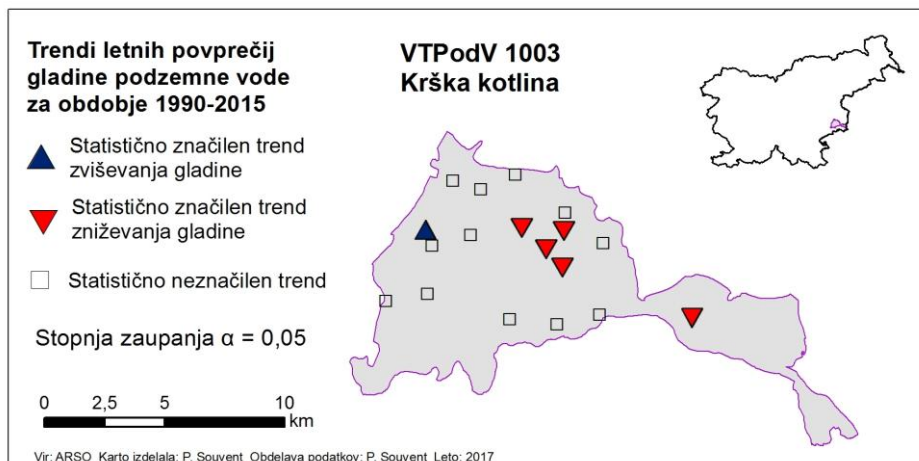 Trendi letnih povprečij
gladine podzemne vode
za obdobje 1990-2015
Statistično značilen trend
zviševanja gladine
Statistično značilen trend
zniževanja gladine
Statistično neznačilen trend
Stopnja zaupanja α = 0,05
0 2,5 5 10
km
Vir: ARSO Karto izdelala: P. Souvent Obdelava podatkov: P. Souvent Leto: 2017
VTPodV 1003
Krška kotlina